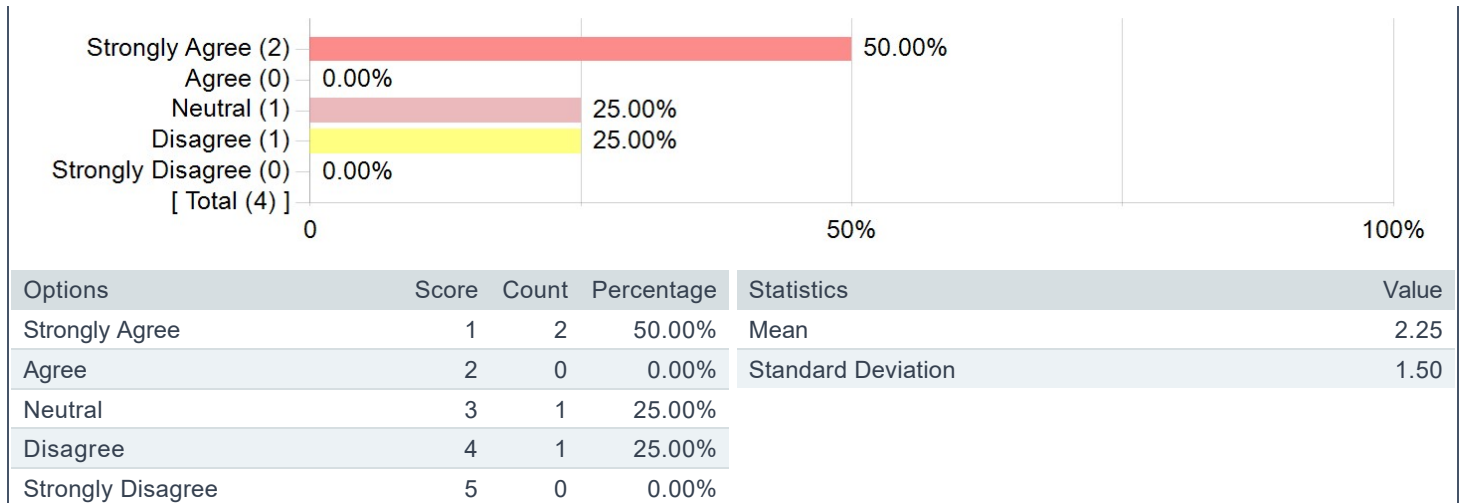 Strongly Agree (2) 50.00%
Agree (0) 0.00%
Neutral (1) 25.00%
Disagree (1) 25.00%
Strongly Disagree (0) 0.00%
[ Total (4) ]
0 50% 100%
Options Score Count Percentage
Strongly Agree 1 2 50.00%
Agree 2 0 0.00%
Neutral 3 1 25.00%
Disagree 4 1 25.00%
Strongly Disagree 5 0 0.00%
Statistics Value
Mean 2.25
Standard Deviation 1.50